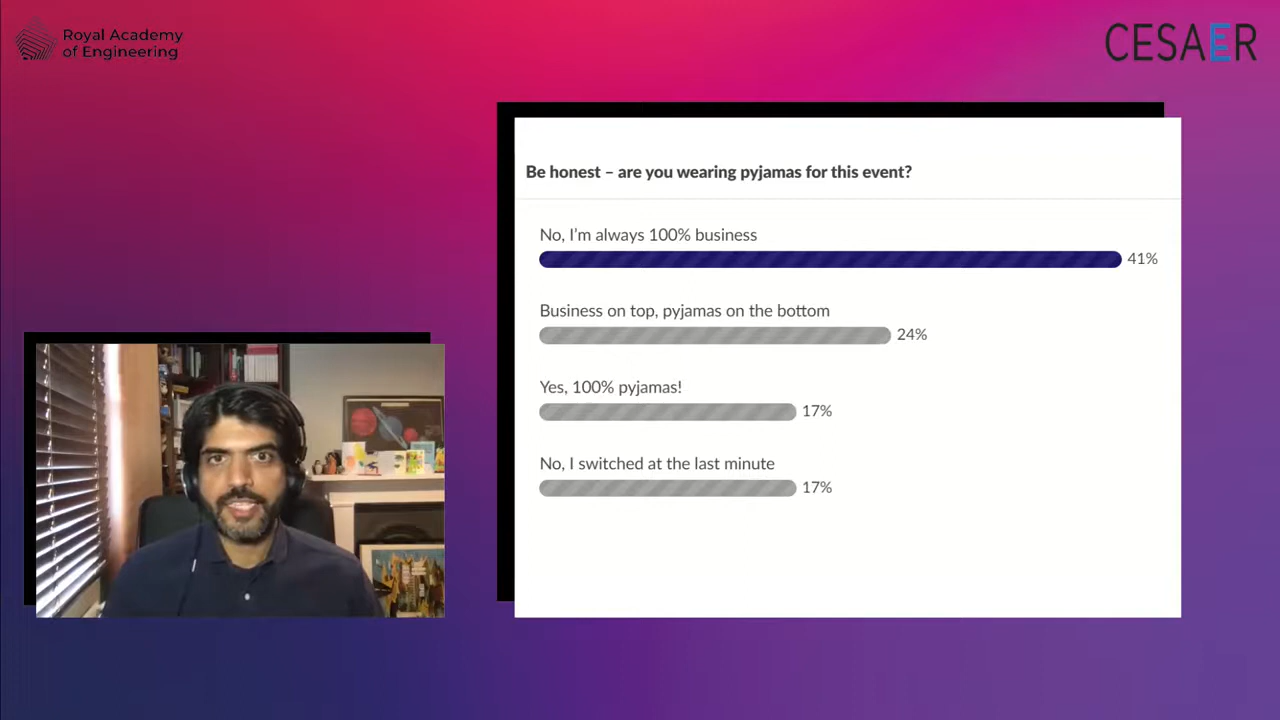 Royal Academy
of Engineering
CESAER
Be honest – are you wearing pyjamas for this event?
No, I’m always 100% business
41%
Business on top, pyjamas on the bottom
24%
Yes, 100% pyjamas!
17%
No, I switched at the last minute
17%